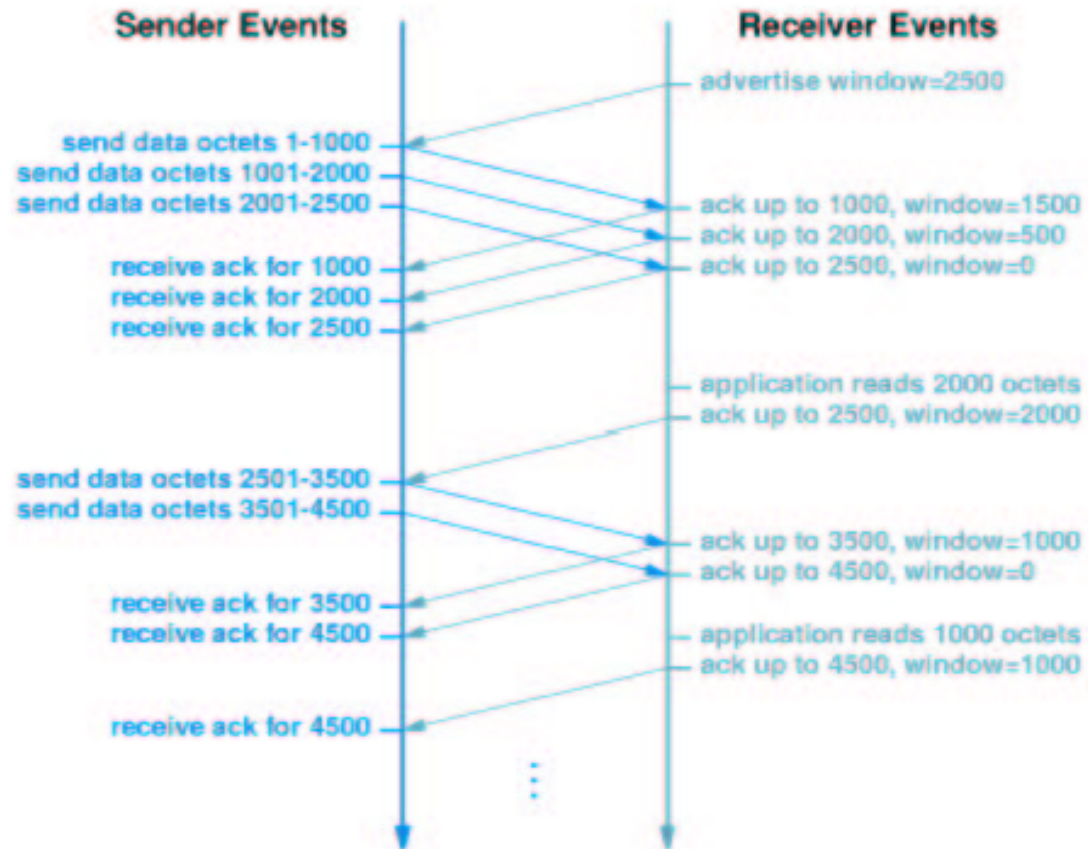 Sender Events
Receiver Events
advertise window=2500
send data octets 1-1000
send data octets 1001-2000
send data octets 2001-2500
ack up to 1000, window=1500
ack up to 2000, window=500
ack up to 2500, window=0
receive ack for 1000
receive ack for 2000
receive ack for 2500
application reads 2000 octets
ack up to 2500, window=2000
send data octets 2501-3500
send data octets 3501-4500
ack up to 3500, window=1000
ack up to 4500, window=0
receive ack for 3500
receive ack for 4500
application reads 1000 octets
ack up to 4500, window=1000
receive ack for 4500